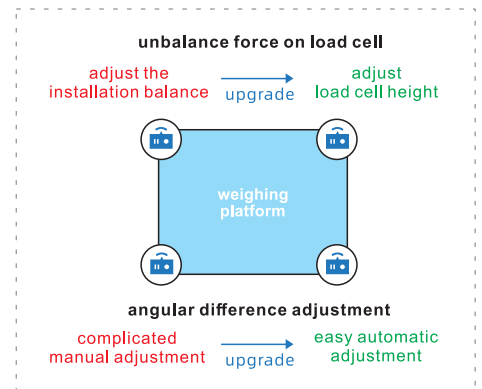 unbalance force on load cell
adjust the
installation balance
upgrade
adjust
load cell height
weighing
platform
angular difference adjustment
complicated
manual adjustment
upgrade
easy automatic
adjustment